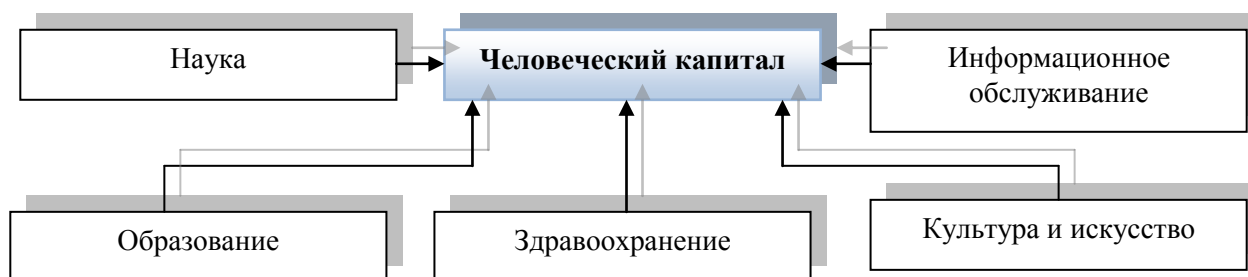 Наука
Человеческий капитал
Информационное
обслуживание
Образование
Здравоохранение
Культура и искусство